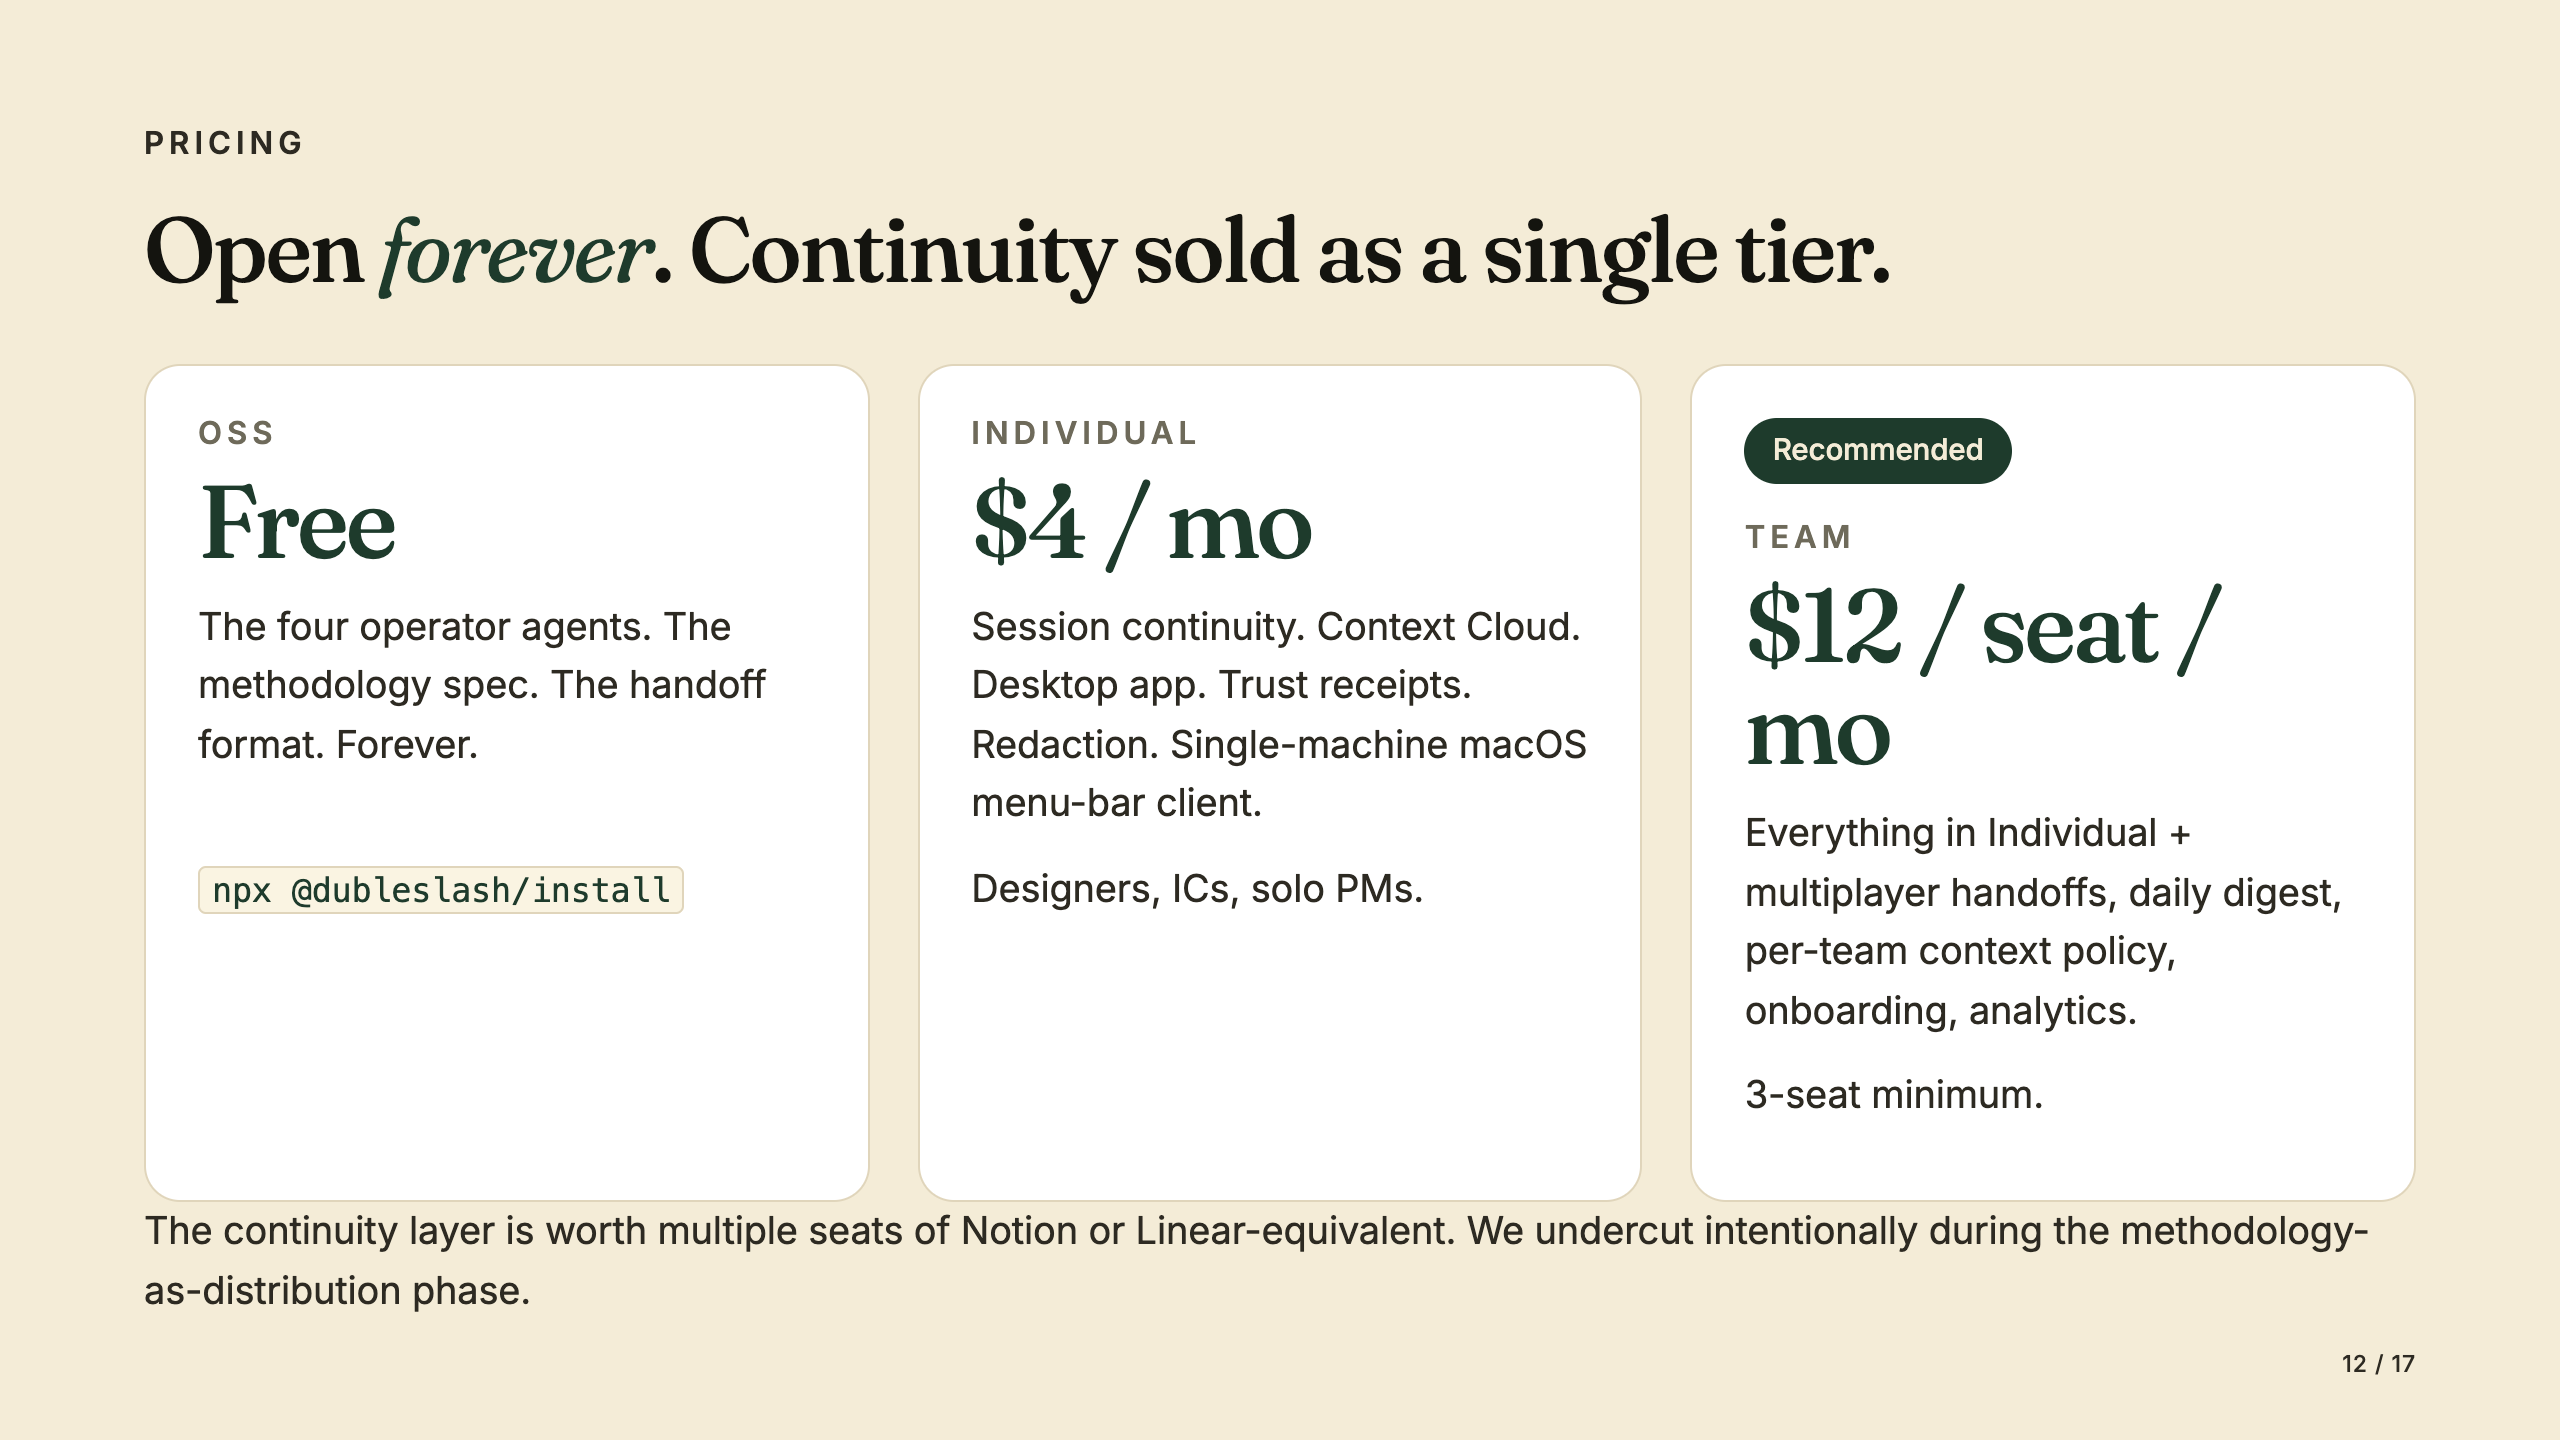 PRICING
Open forever. Continuity sold as a single tier.
OSS
Free
The four operator agents. The
methodology spec. The handoff
format. Forever.
npx @dubleslash/install
INDIVIDUAL
$4 / mo
Session continuity. Context Cloud.
Desktop app. Trust receipts.
Redaction. Single-machine macOS
menu-bar client.
Designers, ICs, solo PMs.
Recommended
TEAM
$12 / seat /
mo
Everything in Individual +
multiplayer handoffs, daily digest,
per-team context policy,
onboarding, analytics.
3-seat minimum.
The continuity layer is worth multiple seats of Notion or Linear-equivalent. We undercut intentionally during the methodology-
as-distribution phase.
12 / 17